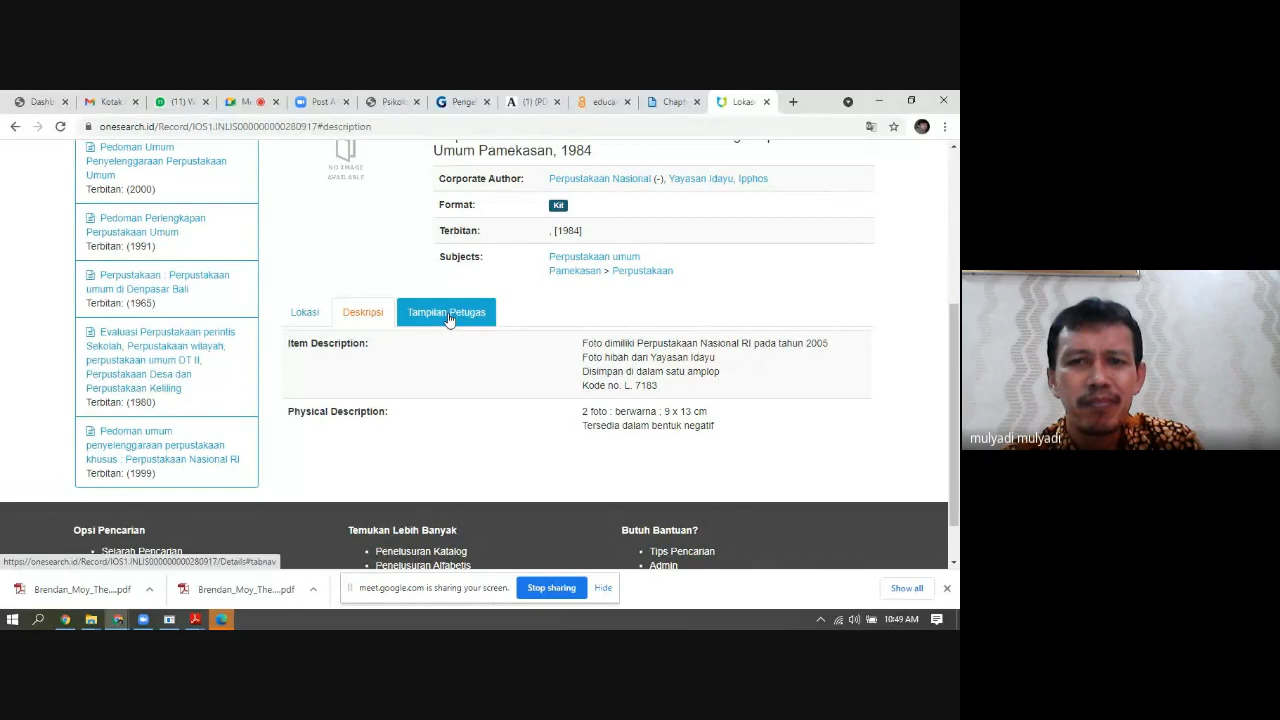 Dashb
Kotak
(11) W
Me
Post A
Psikol
Penge
(1) (PD
educa
Chapt
Lokas
onesearch.id/Record/IOS1.INLIS000000000280917#description
Pedoman Umum
Penyelenggaraan Perpustakaan
Umum
Terbitan: (2000)
Pedoman Perlengkapan
Perpustakaan Umum
Terbitan: (1991)
Perpustakaan : Perpustakaan
umum di Denpasar Bali
Terbitan: (1965)
Evaluasi Perpustakaan perintis
Sekolah, Perpustakaan wilayah,
perpustakaan umum DT II,
Perpustakaan Desa dan
Perpustakaan Keliling
Terbitan: (1980)
Pedoman umum
penyelenggaraan perpustakaan
khusus : Perpustakaan Nasional RI
Terbitan: (1999)
NO IMAGE
AVAILABLE
Umum Pamekasan, 1984
Corporate Author: Perpustakaan Nasional (-), Yayasan Idayu, Ipphos
Format: Kit
Terbitan: , [1984]
Subjects: Perpustakaan umum
Pamekasan > Perpustakaan
Lokasi Deskripsi Tampilan Petugas
Item Description: Foto dimiliki Perpustakaan Nasional RI pada tahun 2005
Foto hibah dari Yayasan Idayu
Disimpan di dalam satu amplop
Kode no. L. 7183
Physical Description: 2 foto : berwarna ; 9 x 13 cm
Tersedia dalam bentuk negatif
Opsi Pencarian
Sejarah Pencarian
Temukan Lebih Banyak
Penelusuran Katalog
Penelusuran Alfabetis
Butuh Bantuan?
Tips Pencarian
Admin
https://onesearch.id/Record/IOS1.INLIS000000000280917/Details#tabnav
Brendan_Moy_The....pdf
Brendan_Moy_The....pdf
meet.google.com is sharing your screen.
Stop sharing
Hide
Show all
10:49 AM
mulyadi mulyadi